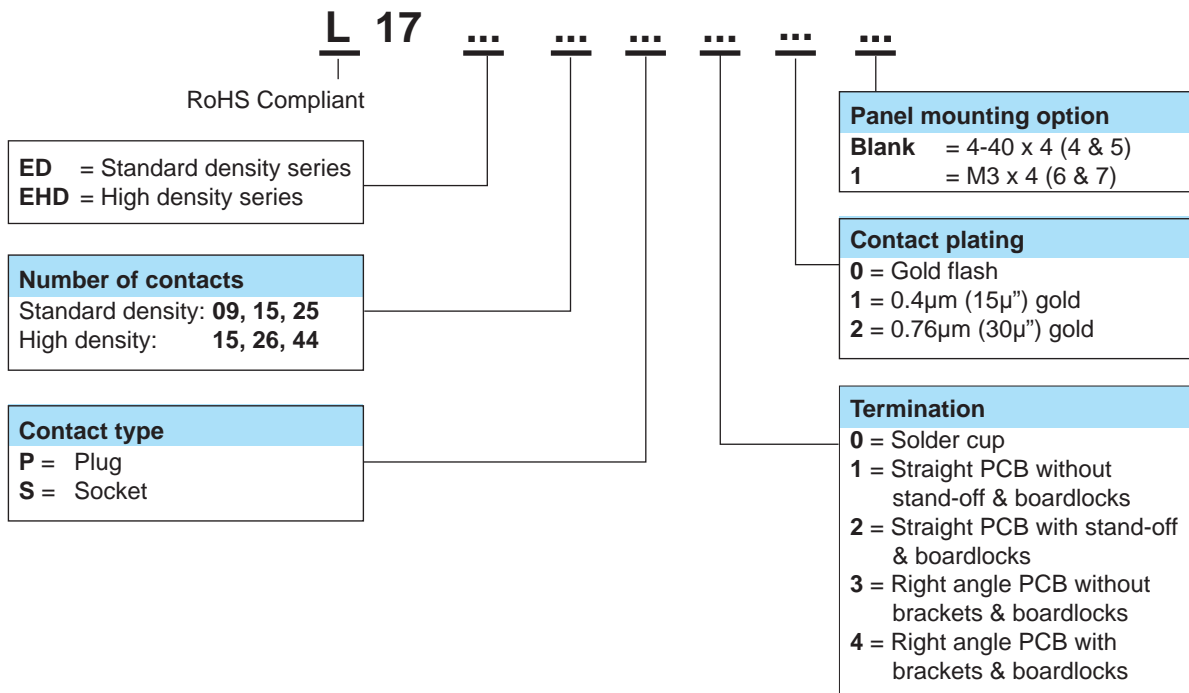 L 17 ... ... ... ... ... ...
RoHS Compliant
ED = Standard density series
EHD = High density series
Number of contacts
Standard density: 09, 15, 25
High density: 15, 26, 44
Contact type
P = Plug
S = Socket
Panel mounting option
Blank = 4-40 x 4 (4 & 5)
1 = M3 x 4 (6 & 7)
Contact plating
0 = Gold flash
1 = 0.4µm (15µ”) gold
2 = 0.76µm (30µ”) gold
Termination
0 = Solder cup
1 = Straight PCB without
stand-off & boardlocks
2 = Straight PCB with stand-off
& boardlocks
3 = Right angle PCB without
brackets & boardlocks
4 = Right angle PCB with
brackets & boardlocks